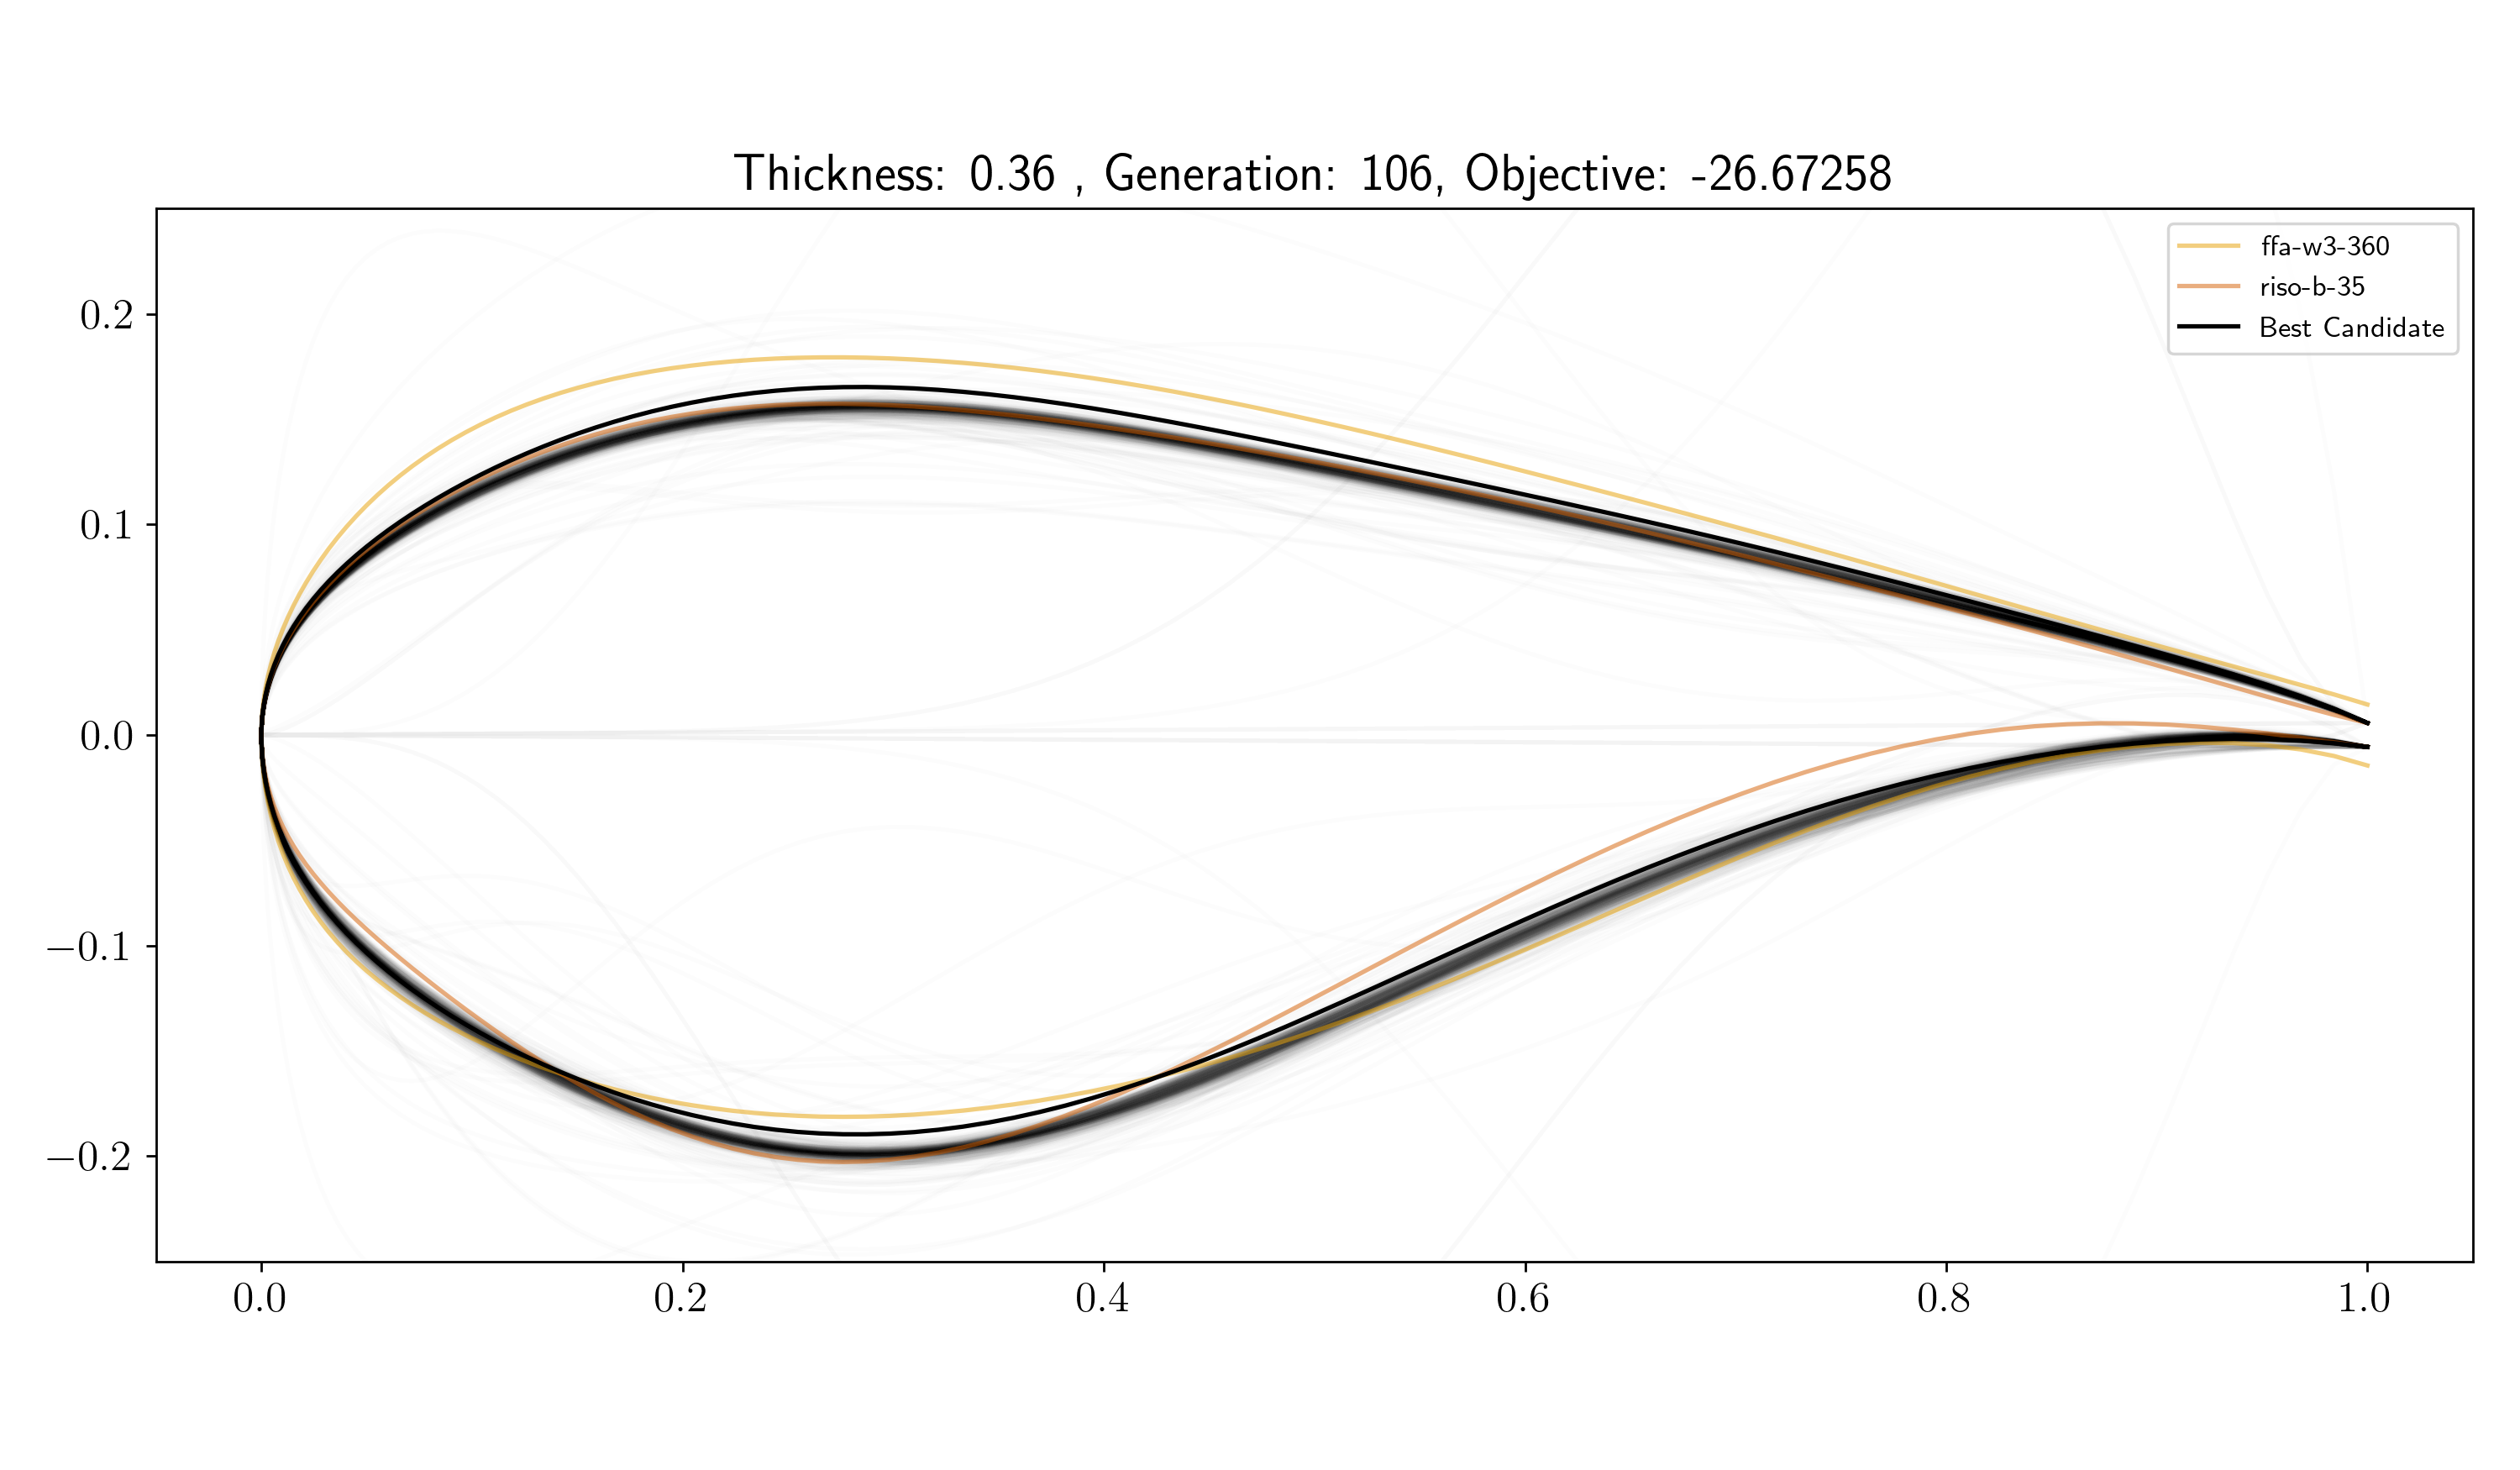 Thickness: 0.36 , Generation: 106, Objective: -26.67258
ffa-w3-360
riso-b-35
Best Candidate
0.2
0.1
0.0
−0.1
−0.2
0.0 0.2 0.4 0.6 0.8 1.0